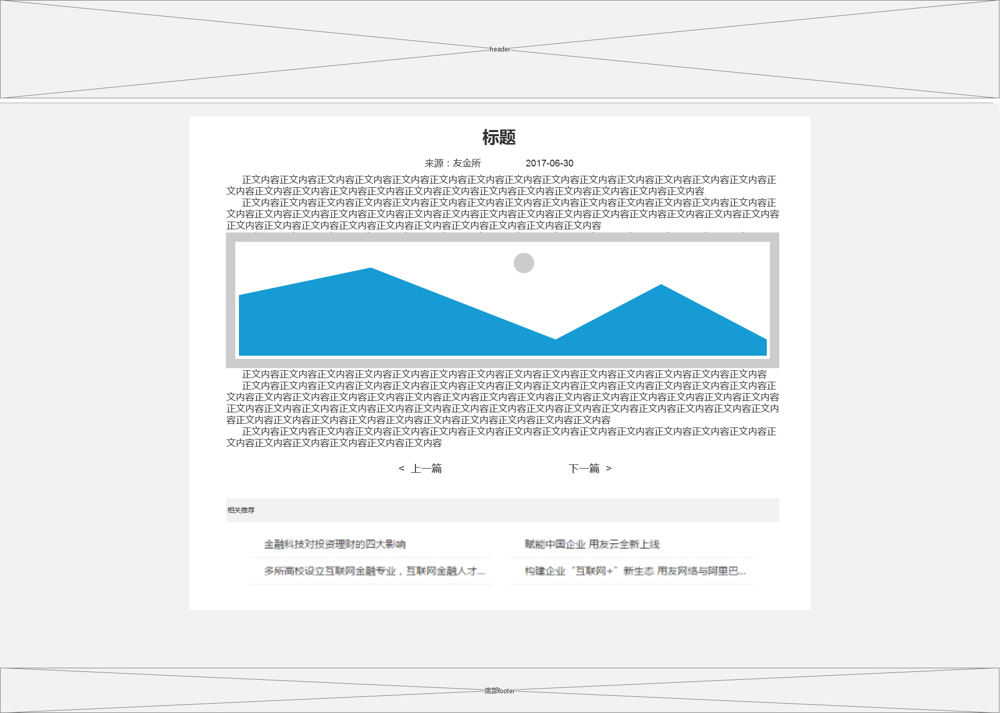 header
标题
来源：友金所 2017-06-30
正文内容正文内容正文内容正文内容正文内容正文内容正文内容正文内容正文内容正文内容正文内容正文内容正文内容正文内容正
文内容正文内容正文内容正文内容正文内容正文内容正文内容正文内容正文内容正文内容正文内容正文内容正文内容
正文内容正文内容正文内容正文内容正文内容正文内容正文内容正文内容正文内容正文内容正文内容正文内容正文内容正文内容正
文内容正文内容正文内容正文内容正文内容正文内容正文内容正文内容正文内容正文内容正文内容正文内容正文内容正文内容正文内容
正文内容正文内容正文内容正文内容正文内容正文内容正文内容正文内容正文内容正文内容
正文内容正文内容正文内容正文内容正文内容正文内容正文内容正文内容正文内容正文内容正文内容正文内容正文内容正文内容
正文内容正文内容正文内容正文内容正文内容正文内容正文内容正文内容正文内容正文内容正文内容正文内容正文内容正文内容正
文内容正文内容正文内容正文内容正文内容正文内容正文内容正文内容正文内容正文内容正文内容正文内容正文内容正文内容正文内容
正文内容正文内容正文内容正文内容正文内容正文内容正文内容正文内容正文内容正文内容正文内容正文内容正文内容正文内容正文内
容正文内容正文内容正文内容正文内容正文内容正文内容正文内容正文内容正文内容正文内容
正文内容正文内容正文内容正文内容正文内容正文内容正文内容正文内容正文内容正文内容正文内容正文内容正文内容正文内容正
文内容正文内容正文内容正文内容正文内容正文内容
< 上一篇 下一篇 >
相关推荐
金融科技对投资理财的四大影响 赋能中国企业 用友云全新上线
多所高校设立互联网金融专业，互联网金融人才... 构建企业“互联网+”新生态 用友网络与阿里巴...
底部footer